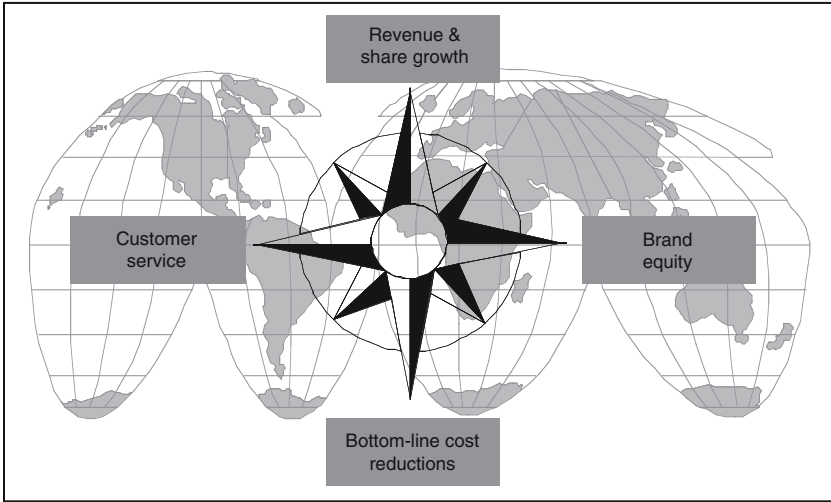 Revenue &
share growth
Customer
service
Brand
equity
Bottom-line cost
reductions